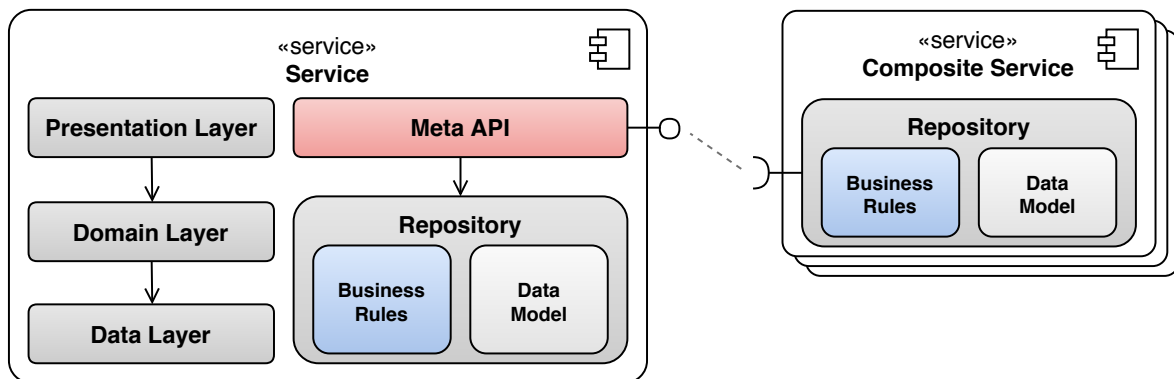 «service»
Service
Presentation Layer
Domain Layer
Data Layer
Meta API
Repository
Business
Rules
Data
Model
«service»
Composite Service
Repository
Business
Rules
Data
Model